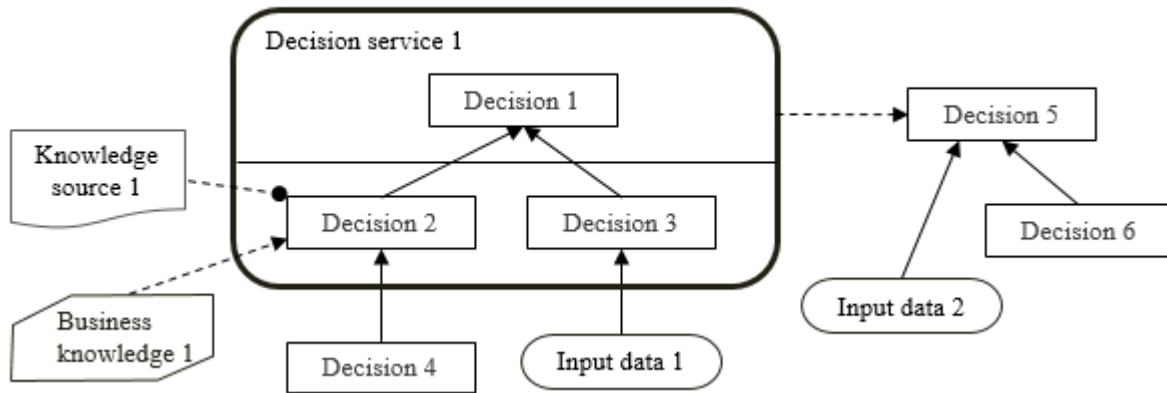 Decision service 1
Decision 1
Decision 5
Knowledge
source 1
Decision 2
Decision 3
Decision 6
Business
knowledge 1
Input data 2
Decision 4
Input data 1